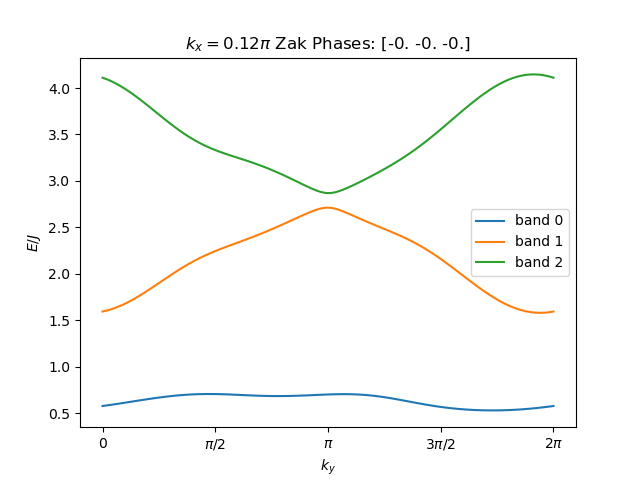 $k_x = 0.12\pi$ Zak Phases: [-0. -0. -0.]
E/J
4.0
3.5
3.0
2.5
2.0
1.5
1.0
0.5
band 0
band 1
band 2
0 π/2 π 3π/2 2π
$k_y$